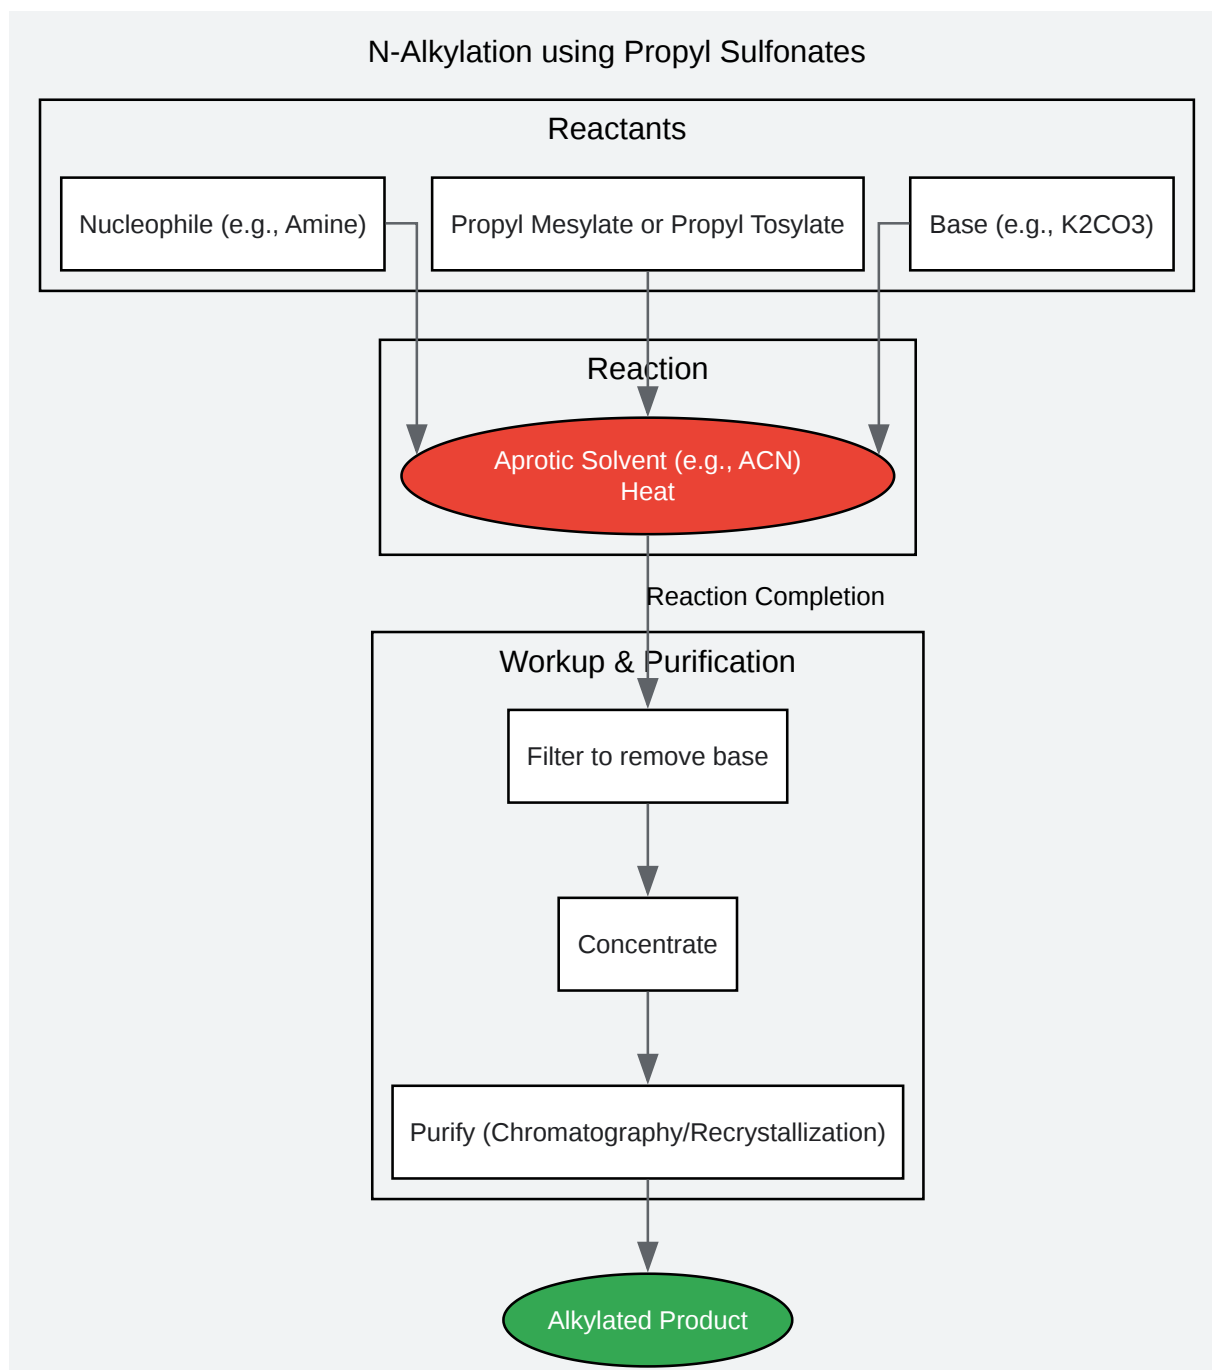 N-Alkylation using Propyl Sulfonates
Reactants
Nucleophile (e.g., Amine)
Propyl Mesylate or Propyl Tosylate
Base (e.g., K2CO3)
Reaction
Aprotic Solvent (e.g., ACN)
Heat
Reaction Completion
Workup & Purification
Filter to remove base
Concentrate
Purify (Chromatography/Recrystallization)
Alkylated Product